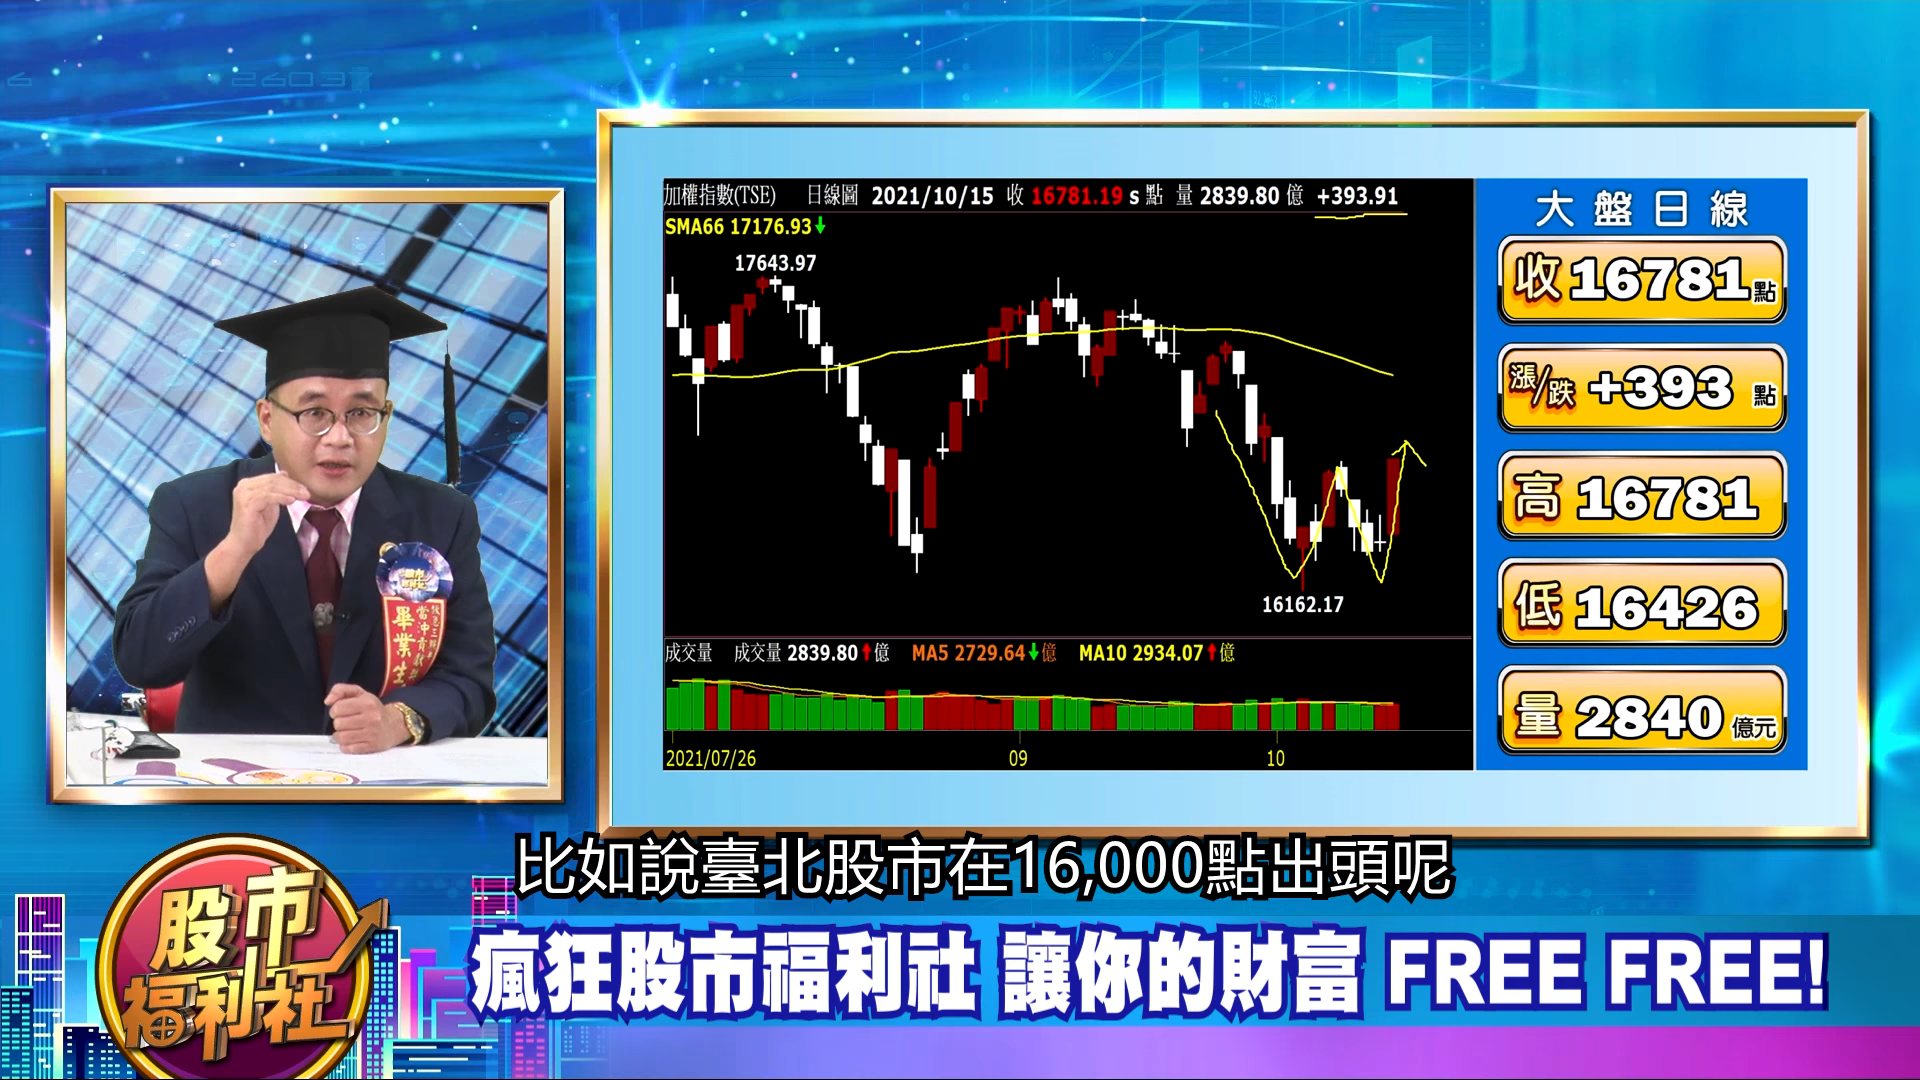 加權指數(TSE) 日線圖 2021/10/15 收 16781.19 s 點 量 2839.80 億 +393.91
SMA66 17176.93↓
17643.97
16162.17
成交量 成交量 2839.80↑億 MA5 2729.64↓億 MA10 2934.07↑億
2021/07/26 09 10
大盤日線
收 16781 點
漲/跌 +393 點
高 16781
低 16426
量 2840 億元
畢業生
比如說臺北股市在16,000點出頭呢
瘋狂股市福利社 讓你的財富 FREE FREE!
股市
福利社